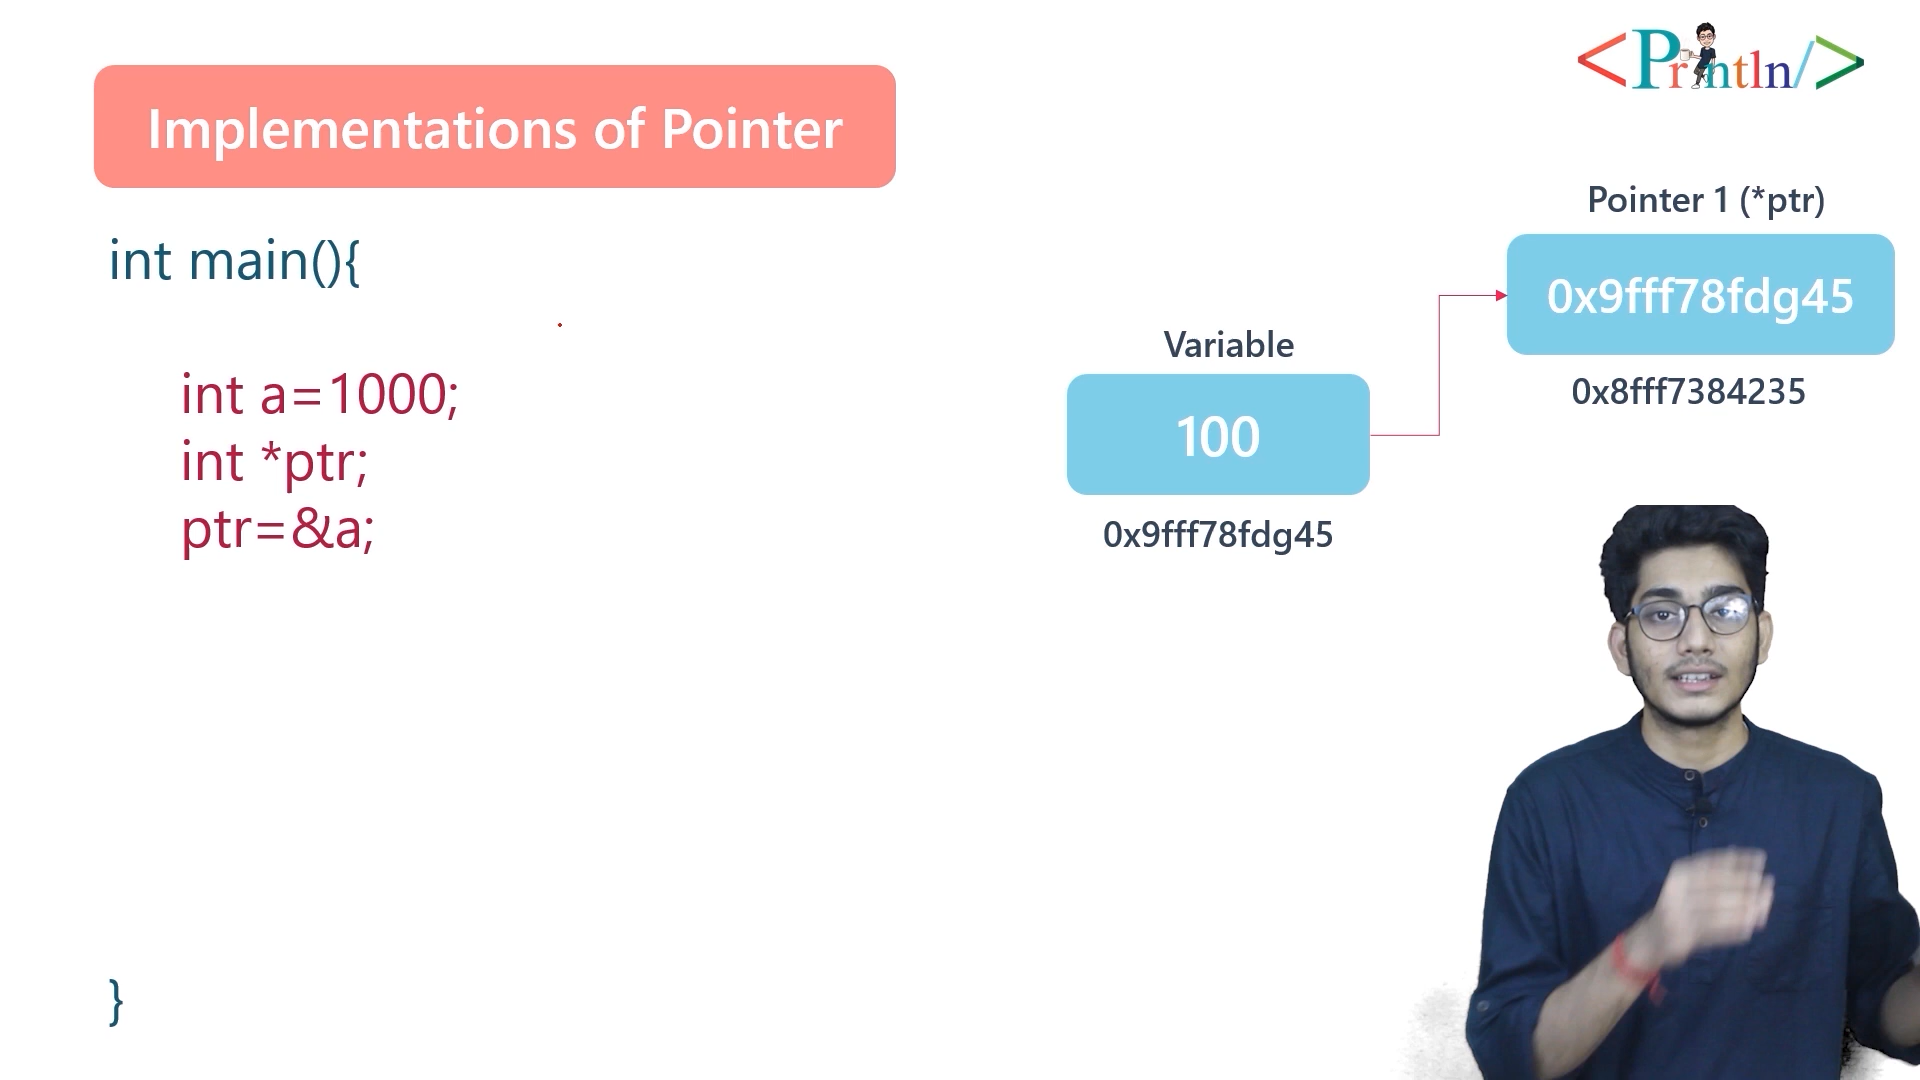 <Println/>
Implementations of Pointer
int main(){
int a=1000;
int *ptr;
ptr=&a;
}
Pointer 1 (*ptr)
0x9fff78fdg45
0x8fff7384235
Variable
100
0x9fff78fdg45